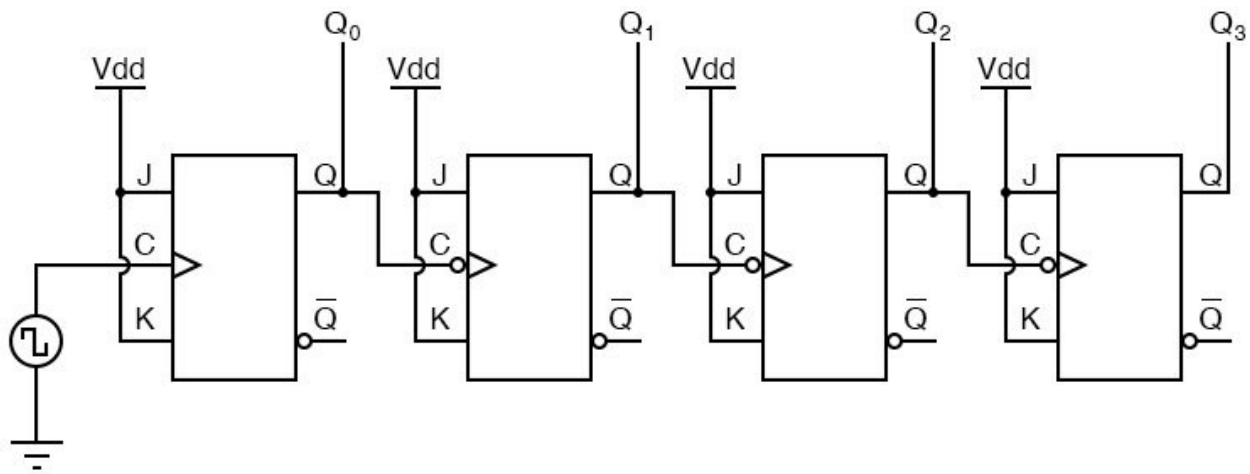 Q₀ Q₁ Q₂ Q₃
Vdd Vdd Vdd Vdd
J Q J Q J Q J Q
C C C C
K Q̅ K Q̅ K Q̅ K Q̅